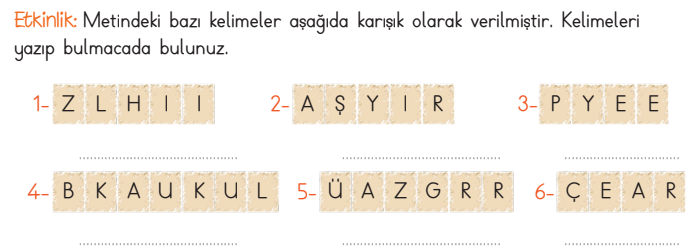 Etkinlik: Metindeki bazı kelimeler aşağıda karışık olarak verilmiştir. Kelimeleri
yazıp bulmacada bulunuz.
1- Z L H I I 2- A Ş Y I R 3- P Y E E
4- B K A U K U L 5- Ü A Z G R R 6- Ç E A R